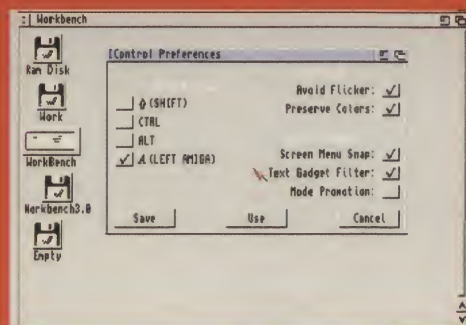 Workbench
Ram Disk
Work
WorkBench
Workbench3.0
Empty
IControl Preferences
(SHIFT)
CTRL
ALT
A (LEFT AMIGA)
Avoid Flicker:
Preserve Colors:
Screen Menu Snap:
Text Gadget Filter:
Mode Promotion:
Save
Use
Cancel